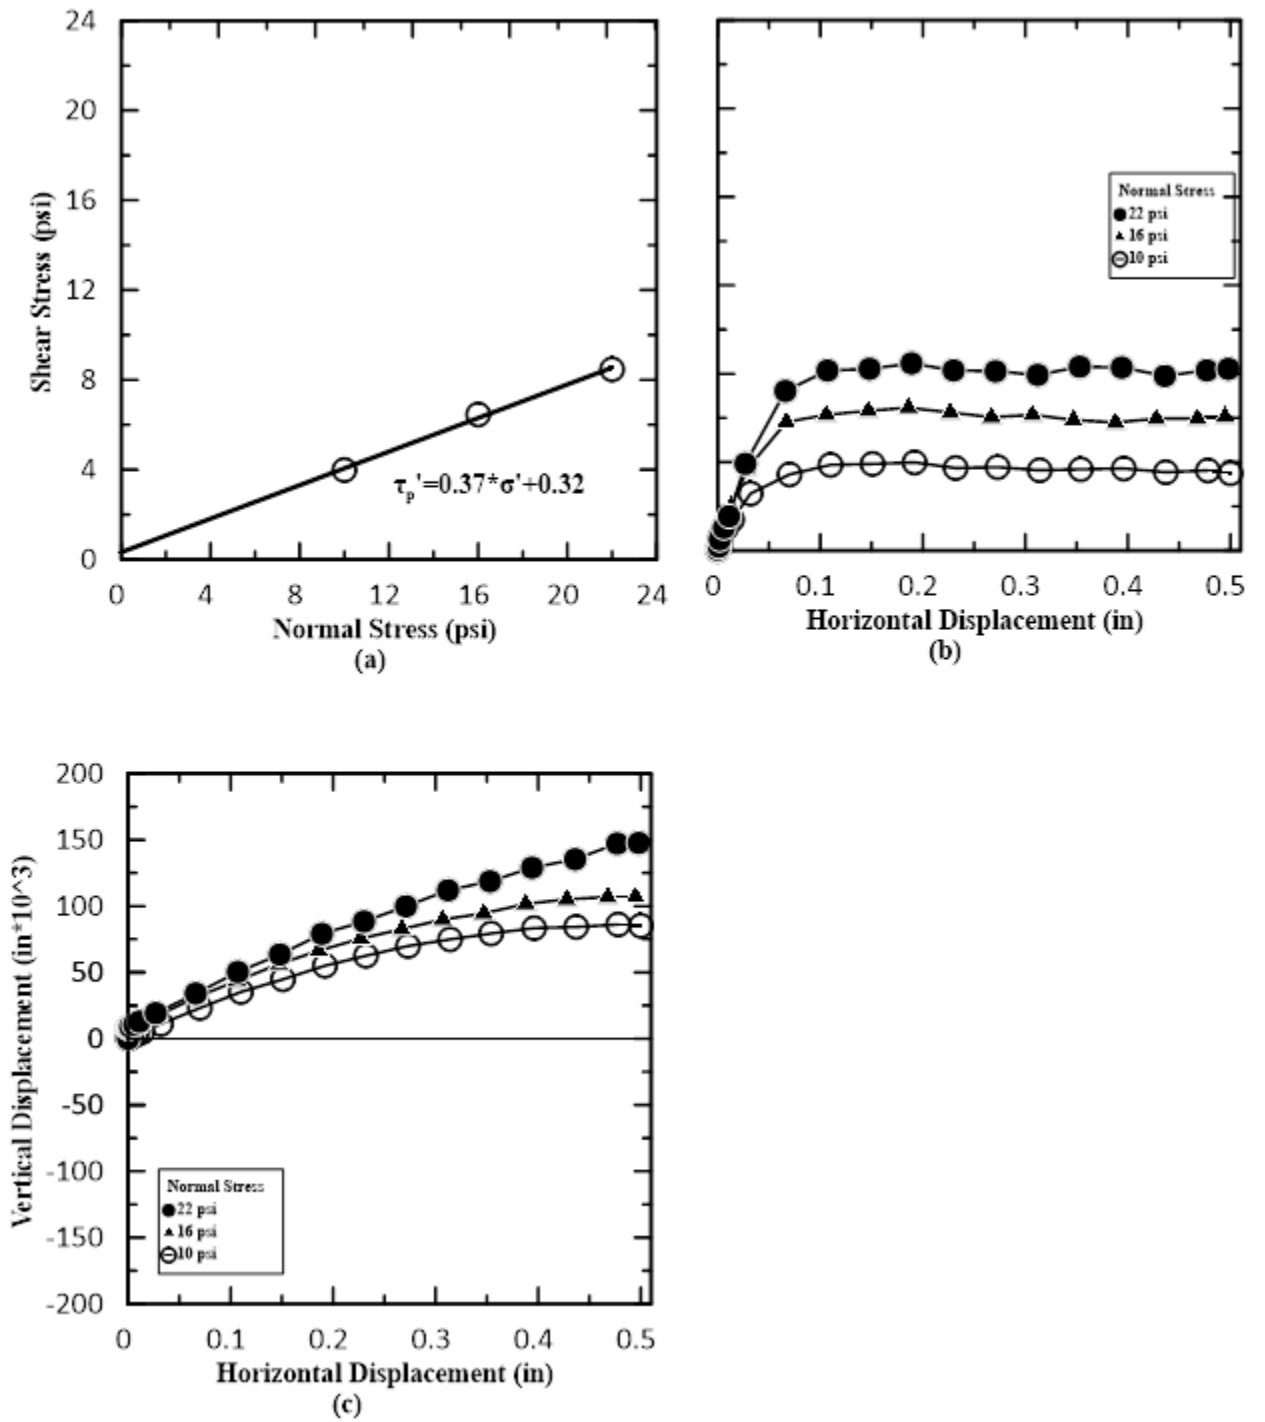 24
20
16
12
8
4
0
Shear Stress (psi)
τp'=0.37*σ'+0.32
0 4 8 12 16 20 24
Normal Stress (psi)
(a)
Normal Stress
22 psi
16 psi
10 psi
0 0.1 0.2 0.3 0.4 0.5
Horizontal Displacement (in)
(b)
200
150
100
50
0
-50
-100
-150
-200
Vertical Displacement (in*10^3)
Normal Stress
22 psi
16 psi
10 psi
0 0.1 0.2 0.3 0.4 0.5
Horizontal Displacement (in)
(c)